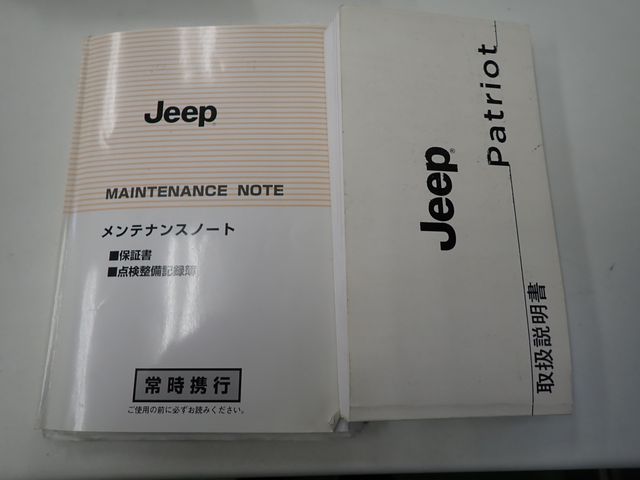 Jeep
MAINTENANCE NOTE
メンテナンスノート
■保証書
■点検整備記録簿
常時携行
ご使用の前に必ずお読みください。
Jeep®
Patriot
取扱説明書